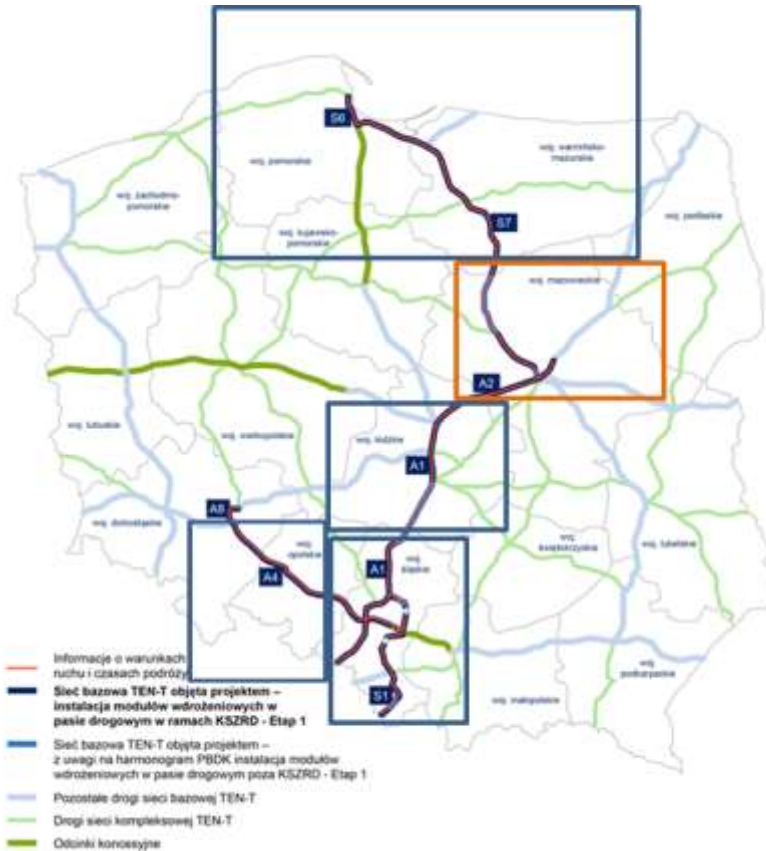 S6
woj. pomorskie
woj. warmińsko-
mazurskie
woj. zachodnio-
pomorskie
woj. kujawsko-
pomorskie
S7
woj. podlaskie
woj. mazowieckie
A2
woj. lubuskie
woj. wielkopolskie
woj. łódzkie
A1
A8
woj. dolnośląskie
woj.
opolskie
A4
A1
woj.
śląskie
woj.
świętokrzyskie
woj. lubelskie
S1
woj. małopolskie
woj.
podkarpackie
Informacje o warunkach
ruchu i czasach podróży
Sieć bazowa TEN-T objęta projektem –
instalacja modułów wdrożeniowych w
pasie drogowym w ramach KSZRD - Etap 1
Sieć bazowa TEN-T objęta projektem –
z uwagi na harmonogram PBDK instalacja modułów
wdrożeniowych w pasie drogowym poza KSZRD - Etap 1
Pozostałe drogi sieci bazowej TEN-T
Drogi sieci kompleksowej TEN-T
Odcinki koncesyjne